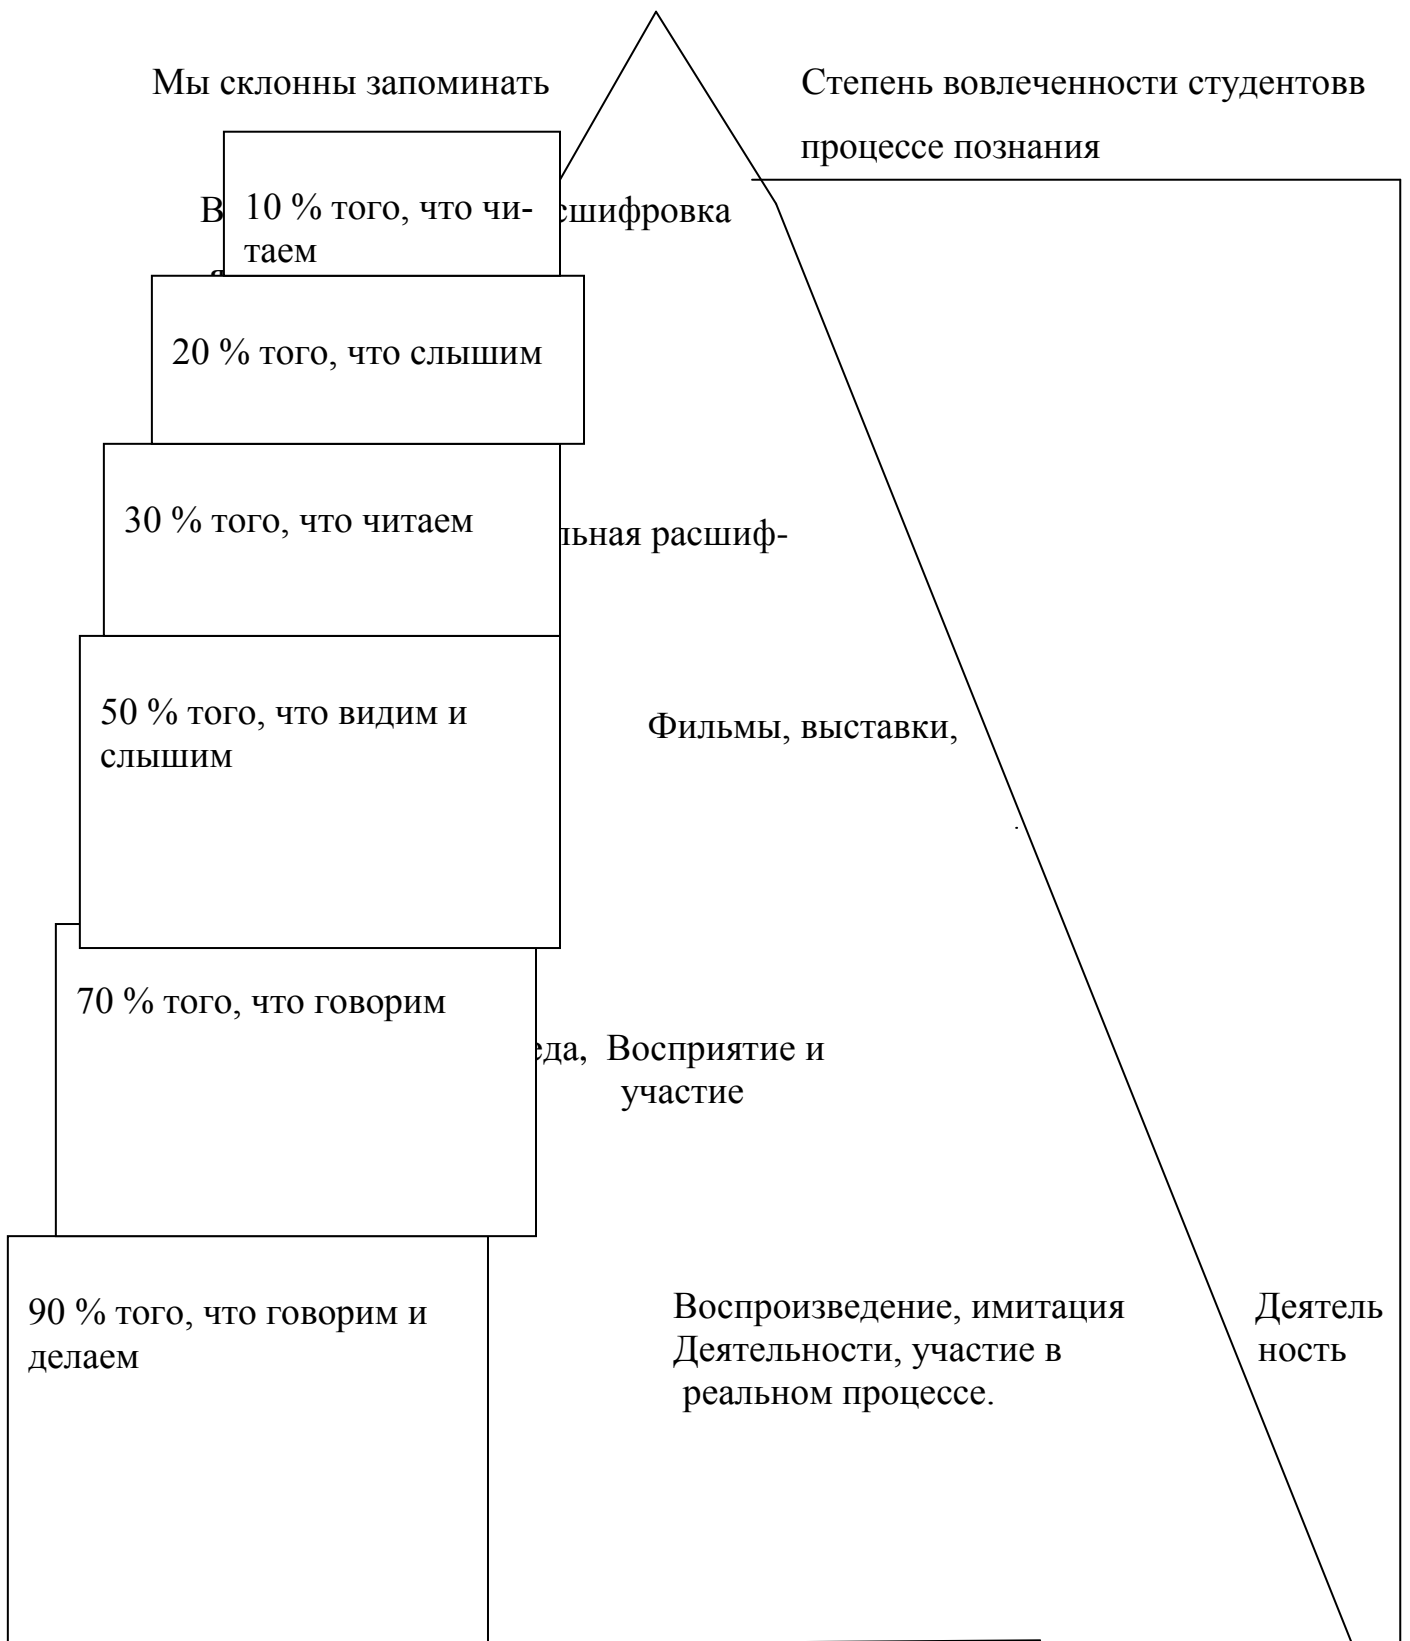 Мы склонны запоминать
Степень вовлеченности студентовв
процессе познания
10 % того, что чи-
таем
сшифровка
20 % того, что слышим
30 % того, что читаем
льная расшиф-
50 % того, что видим и
слышим
Фильмы, выставки,
70 % того, что говорим
еда, Восприятие и
участие
90 % того, что говорим и
делаем
Воспроизведение, имитация
Деятельности, участие в
реальном процессе.
Деятель
ность